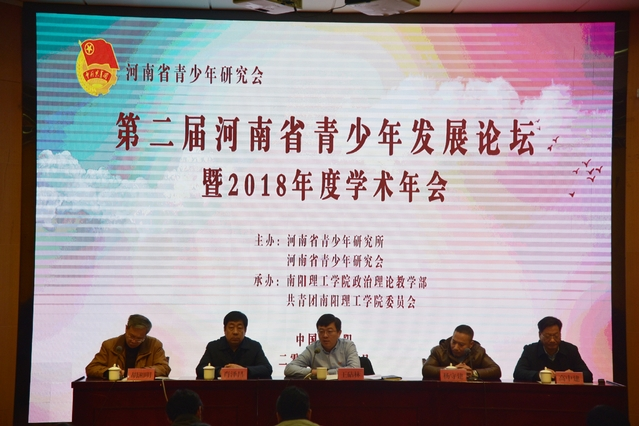 河南省青少年研究会
第二届河南省青少年发展论坛
暨2018年度学术年会
主办：河南省青少年研究所
河南省青少年研究会
承办：南阳理工学院政治理论教学部
共青团南阳理工学院委员会
中国
二零